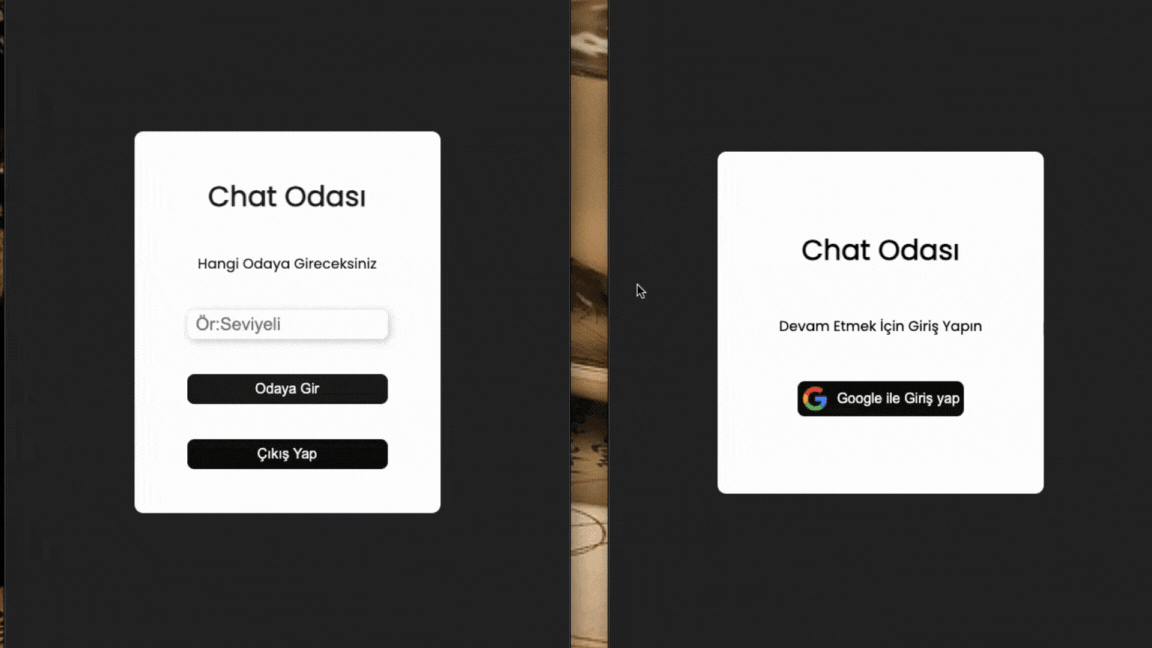 Chat Odası
Hangi Odaya Gireceksiniz
Ör:Seviyeli
Odaya Gir
Çıkış Yap
Chat Odası
Devam Etmek İçin Giriş Yapın
Google ile Giriş yap